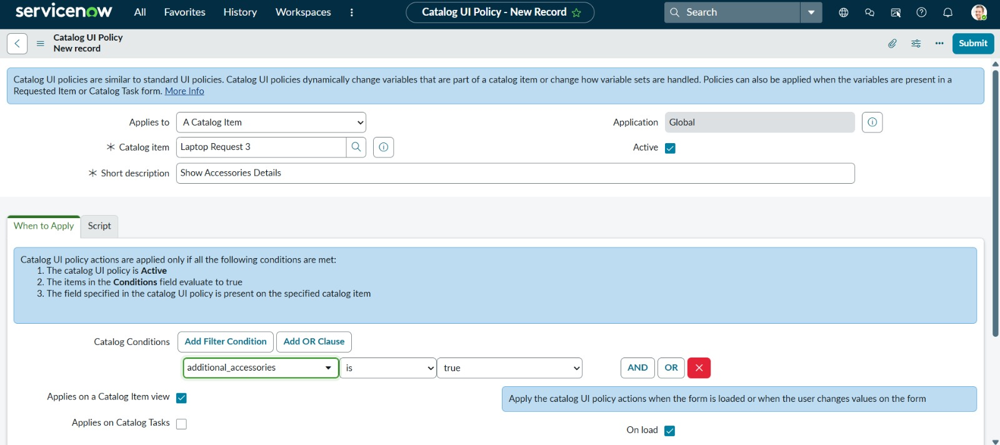 servicenow All Favorites History Workspaces Catalog UI Policy - New Record Search
Catalog UI Policy
New record
Submit
Catalog UI policies are similar to standard UI policies. Catalog UI policies dynamically change variables that are part of a catalog item or change how variable sets are handled. Policies can also be applied when the variables are present in a
Requested Item or Catalog Task form. More Info
Applies to A Catalog Item Application Global
* Catalog item Laptop Request 3 Active
* Short description Show Accessories Details
When to Apply Script
Catalog UI policy actions are applied only if all the following conditions are met:
1. The catalog UI policy is Active
2. The items in the Conditions field evaluate to true
3. The field specified in the catalog UI policy is present on the specified catalog item
Catalog Conditions Add Filter Condition Add OR Clause
additional_accessories is true AND OR
Applies on a Catalog Item view Apply the catalog UI policy actions when the form is loaded or when the user changes values on the form
Applies on Catalog Tasks
On load